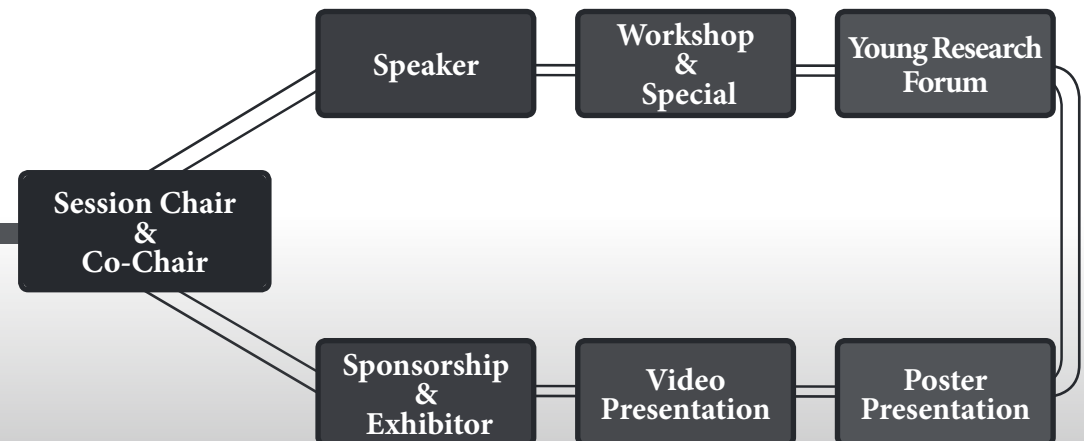 Speaker
Workshop
&
Special
Young Research
Forum
Session Chair
&
Co-Chair
Sponsorship
&
Exhibitor
Video
Presentation
Poster
Presentation